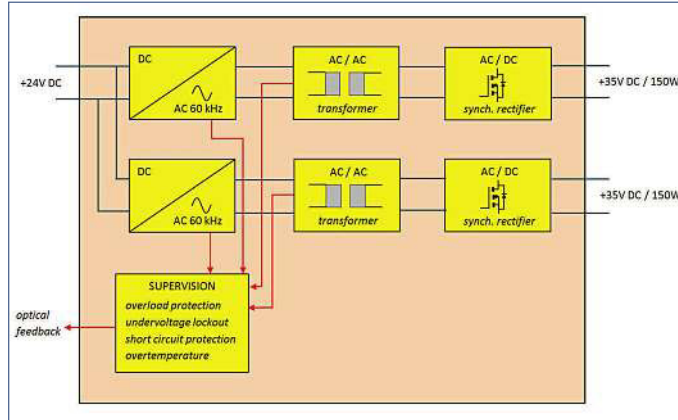 DC
AC 60 kHz
AC / AC
transformer
AC / DC
synch. rectifier
+24V DC
+35V DC / 150W
DC
AC 60 kHz
AC / AC
transformer
AC / DC
synch. rectifier
+35V DC / 150W
SUPERVISION
overload protection
undervoltage lockout
short circuit protection
overtemperature
optical
feedback